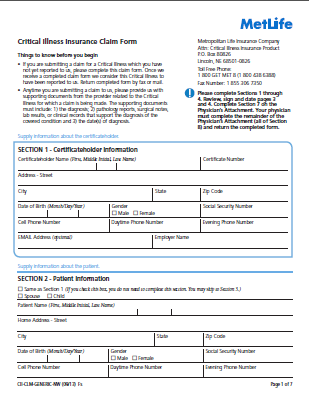 MetLife
Critical Illness Insurance Claim Form
Things to know before you begin
• If you are submitting a claim for a Critical Illness which you have
not yet reported to us, please complete this claim form. Once we
receive a completed claim form we consider this Critical Illness to
have been reported to us. Return completed form by fax or mail.
• Anytime you are submitting a claim to us, please provide us with
supporting documents from the provider related to the Critical
Illness for which a claim is being made. The supporting documents
must include: 1) the diagnosis; 2) pathology reports, surgical notes,
lab results, or clinical records that support the diagnosis of the
covered condition and 3) the date(s) of diagnosis.
Metropolitan Life Insurance Company
Attn: Critical Illness Insurance Product
P.O. Box 80826
Lincoln, NE 68501-0826
Toll Free Phone:
1 800 GET MET 8 (1 800 438 6388)
Fax Number: 1 855 306 7350
Please complete Sections 1 through
4. Review, sign and date pages 3
and 4. Complete Section 7 on the
Physician's Attachment. Your physician
must complete the remainder of the
Physician's Attachment (all of Section
8) and return the completed form.
Supply information about the certificateholder.
SECTION 1 - Certificateholder Information
Certificateholder Name (First, Middle Initial, Last Name)
Certificate Number
Address - Street
City
State
Zip Code
Date of Birth (Month/Day/Year)
Gender
Male
Female
Social Security Number
Cell Phone Number
Daytime Phone Number
Evening Phone Number
EMAIL Address (optional)
Employer Name
Supply information about the patient.
SECTION 2 - Patient Information
Same as Section 1 (If you check this box, you do not need to complete this section. You may skip to Section 3.)
Spouse
Child
Patient Name (First, Middle Initial, Last Name)
Home Address - Street
City
State
Zip Code
Date of Birth (Month/Day/Year)
Gender
Male
Female
Social Security Number
Cell Phone Number
Daytime Phone Number
Evening Phone Number
CII-CLM-GENERIC-NW (09/13) Fs
Page 1 of 7